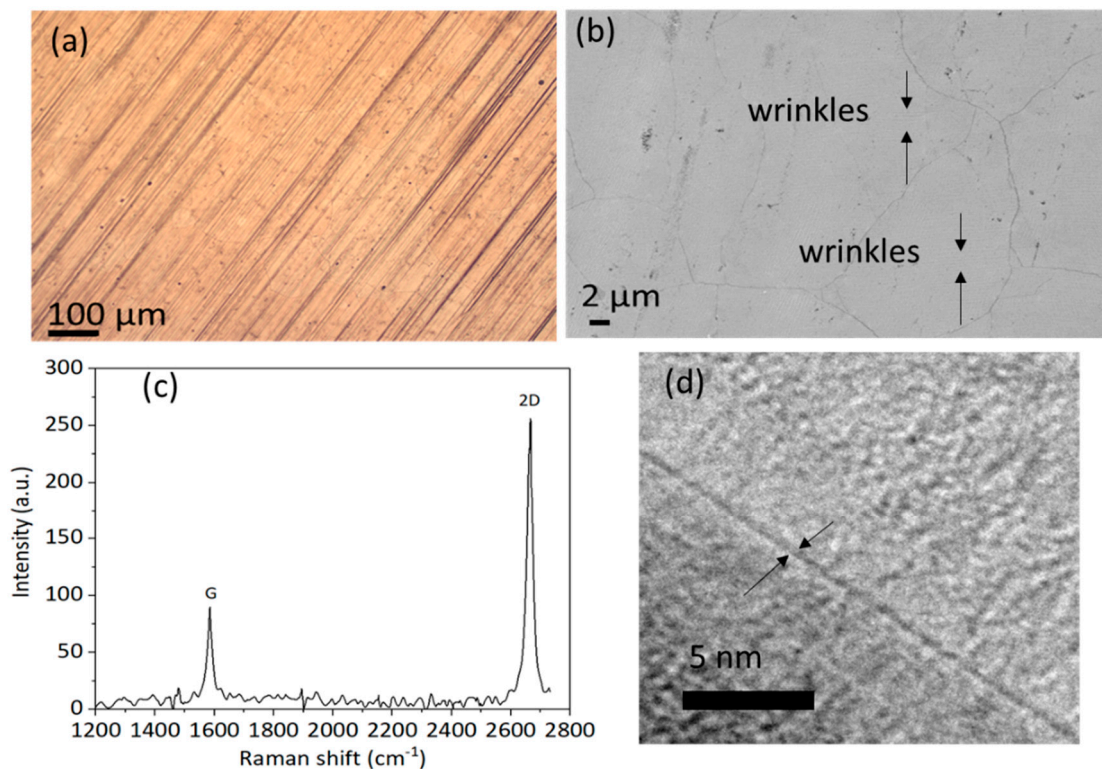 (a)
100 μm
(b)
wrinkles
wrinkles
2 μm
(c)
300
250
200
150
100
50
0
Intensity (a.u.)
G
2D
1200 1400 1600 1800 2000 2200 2400 2600 2800
Raman shift (cm⁻¹)
(d)
5 nm